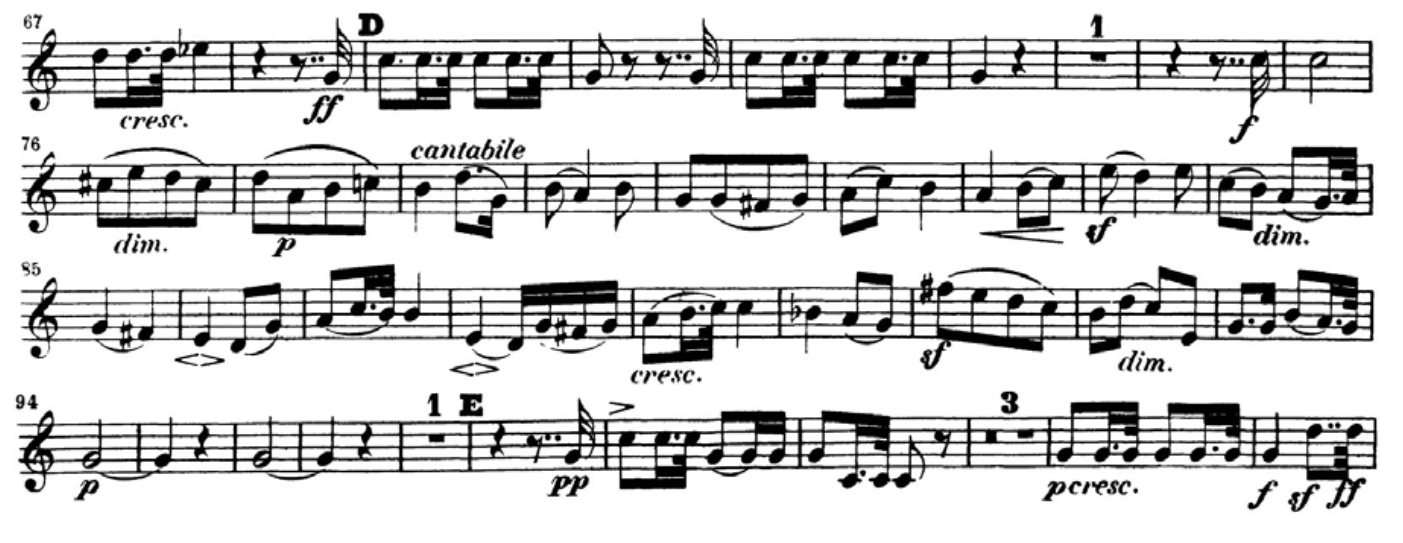 67 D 1
cresc. ff f
76 cantabile
dim. p sf dim.
85
cresc. sf dim.
94 1 E 3
p pp pcresc. f sf ff